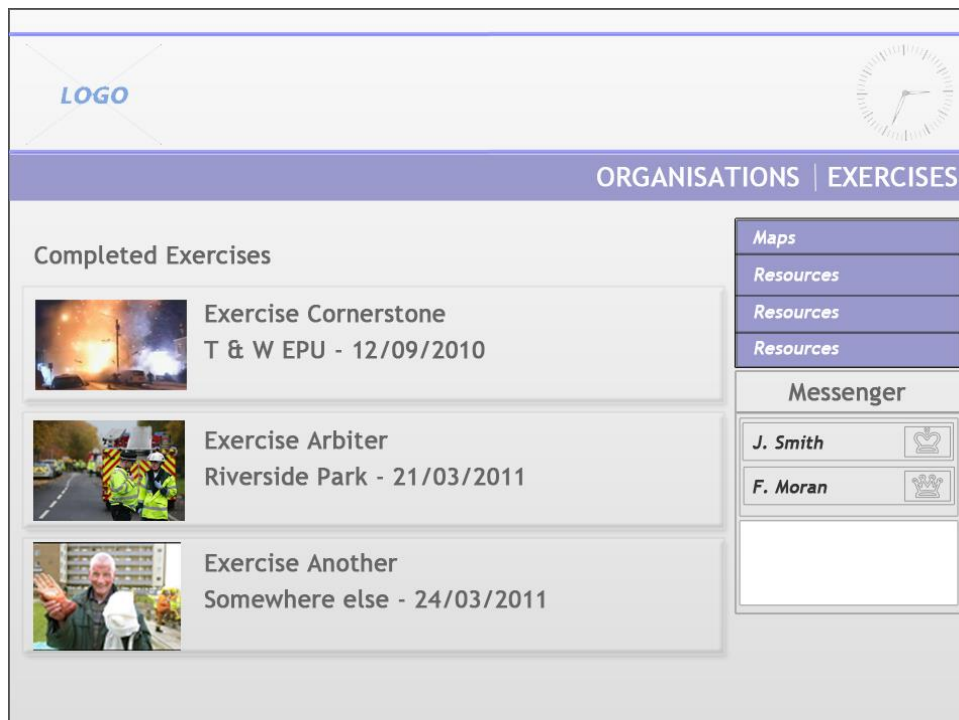 LOGO
ORGANISATIONS | EXERCISES
Completed Exercises
Exercise Cornerstone
T & W EPU - 12/09/2010
Exercise Arbiter
Riverside Park - 21/03/2011
Exercise Another
Somewhere else - 24/03/2011
Maps
Resources
Resources
Resources
Messenger
J. Smith
F. Moran